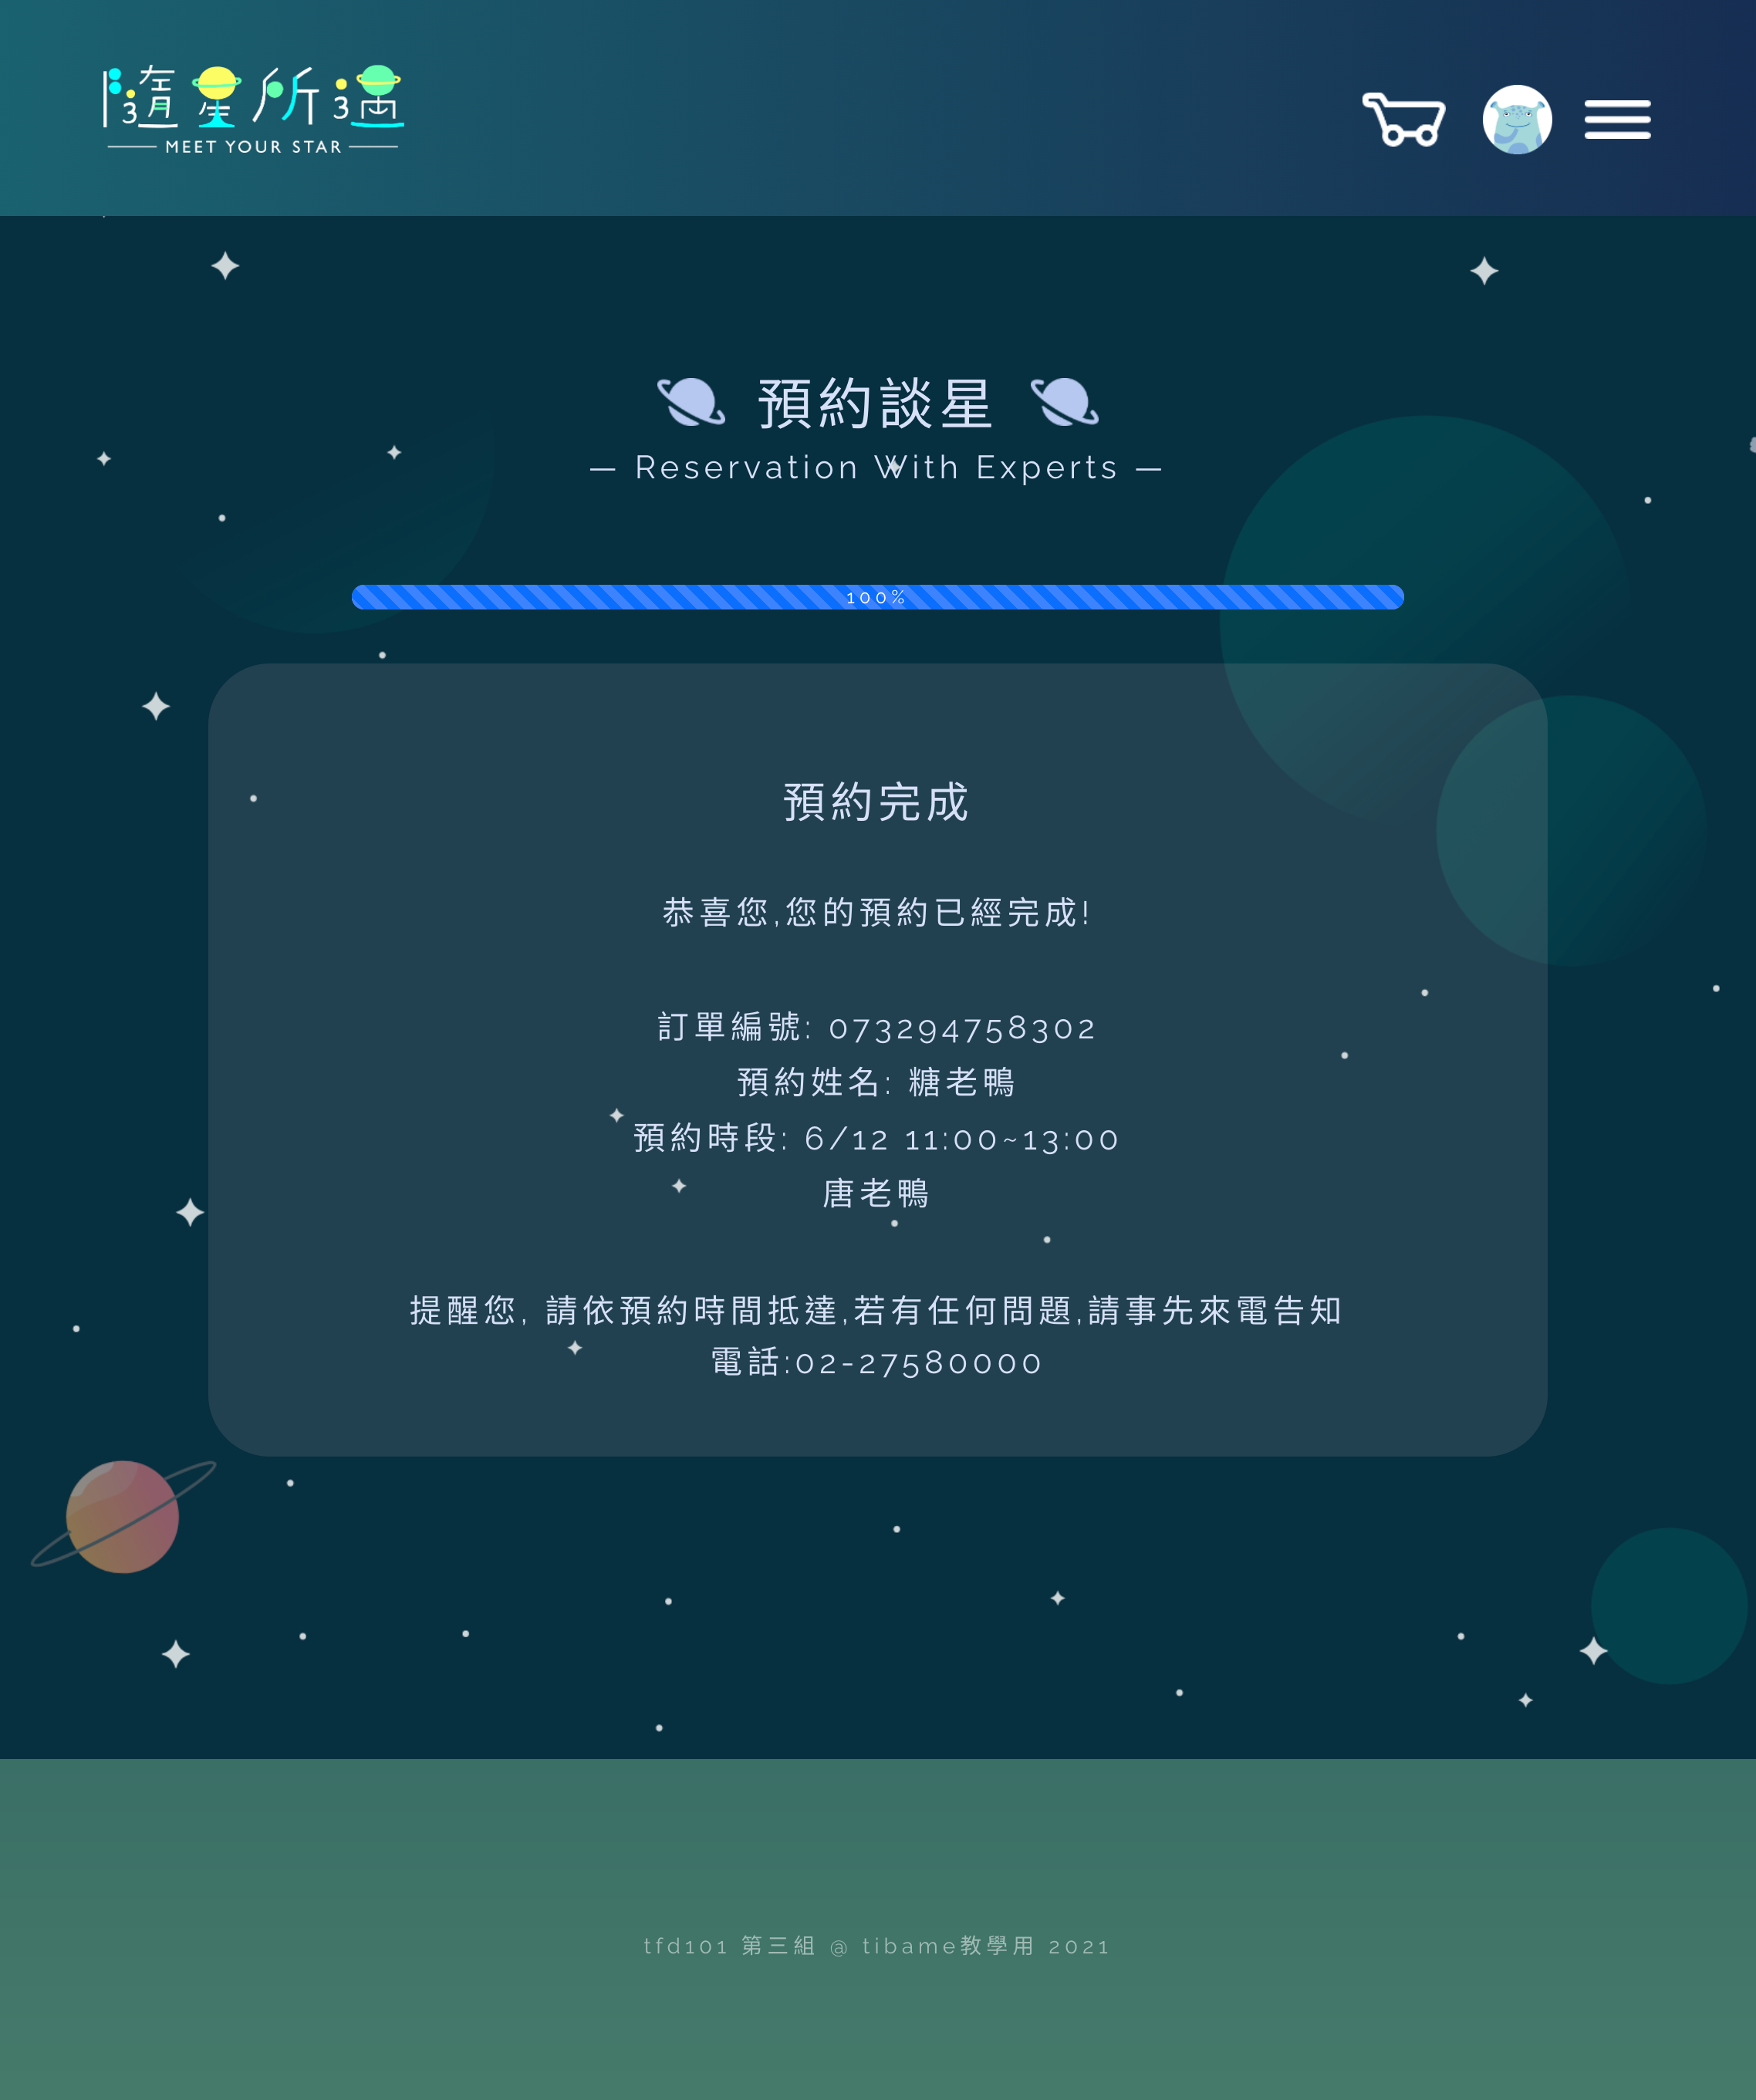 隨星所遇
MEET YOUR STAR
預約談星
— Reservation With Experts —
100%
預約完成
恭喜您,您的預約已經完成!
訂單編號: 073294758302
預約姓名: 糖老鴨
預約時段: 6/12 11:00~13:00
唐老鴨
提醒您, 請依預約時間抵達,若有任何問題,請事先來電告知
電話:02-27580000
tfd101 第三組 @ tibame教學用 2021